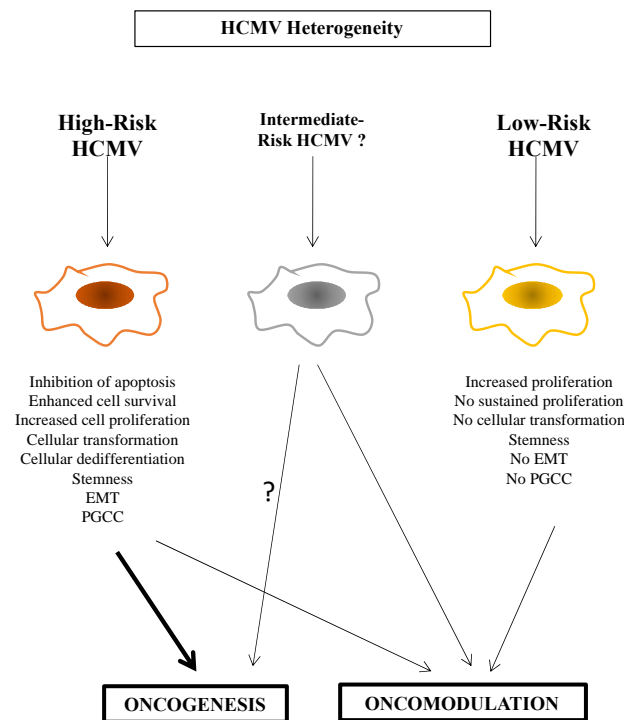 HCMV Heterogeneity
High-Risk
HCMV
Intermediate-
Risk HCMV ?
Low-Risk
HCMV
Inhibition of apoptosis
Enhanced cell survival
Increased cell proliferation
Cellular transformation
Cellular dedifferentiation
Stemness
EMT
PGCC
Increased proliferation
No sustained proliferation
No cellular transformation
Stemness
No EMT
No PGCC
?
ONCOGENESIS
ONCOMODULATION